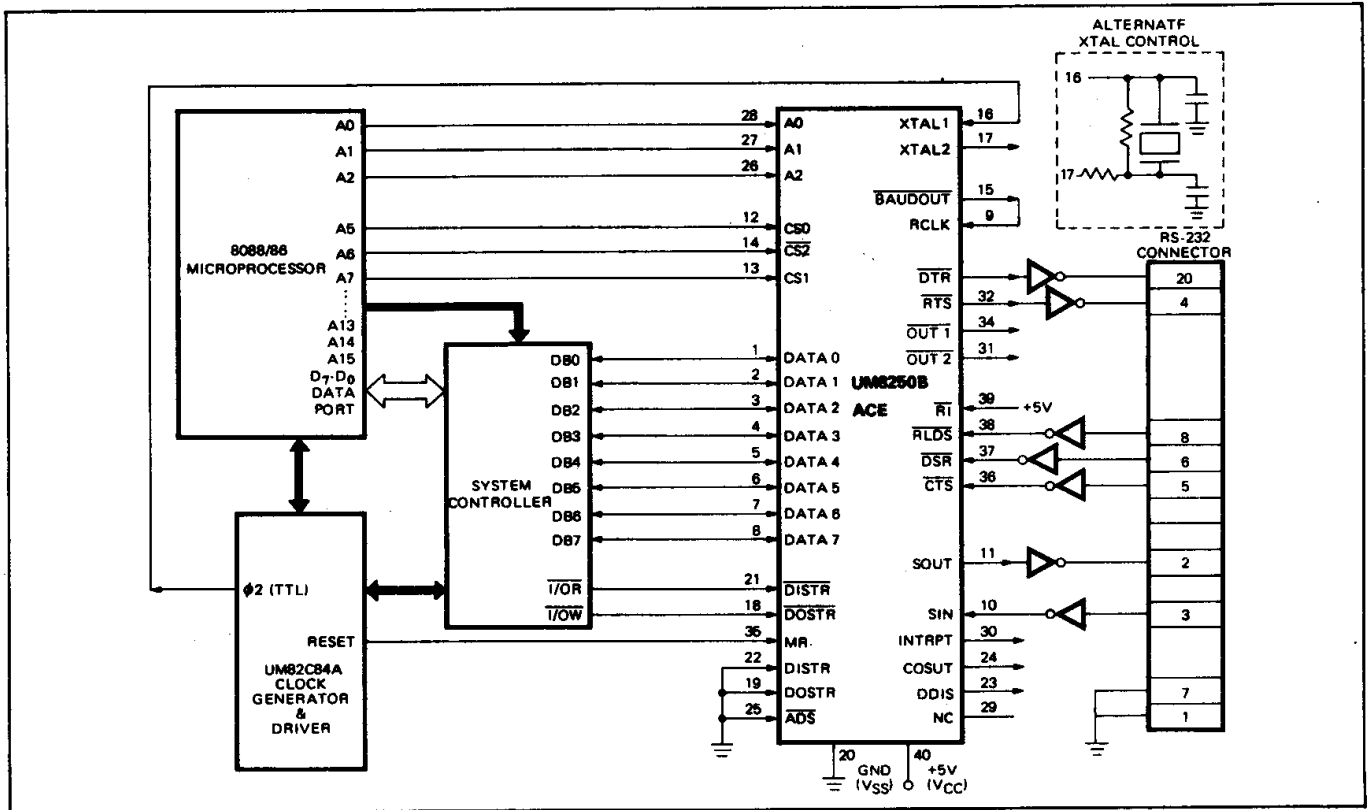 ALTERNATF
XTAL CONTROL
16
17
8088/86
MICROPROCESSOR
A0
A1
A2
A5
A6
A7
A13
A14
A15
D7-D0
DATA
PORT
28
27
26
12
14
13
A0
A1
A2
CS0
CS2
CS1
SYSTEM
CONTROLLER
DB0
DB1
DB2
DB3
DB4
DB5
DB6
DB7
I/OR
I/OW
1
2
3
4
5
6
7
8
21
18
35
22
19
25
DATA 0
DATA 1
DATA 2
DATA 3
DATA 4
DATA 5
DATA 6
DATA 7
DISTR
DOSTR
MR
DISTR
DOSTR
ADS
UM8250B
ACE
φ2 (TTL)
RESET
UM82C84A
CLOCK
GENERATOR
&
DRIVER
XTAL1
XTAL2
BAUDOUT
RCLK
DTR
RTS
OUT 1
OUT 2
RI
RLDS
DSR
CTS
SOUT
SIN
INTRPT
COSUT
DDIS
NC
16
17
15
9
32
34
31
39
+5V
38
37
36
11
10
30
24
23
29
20
GND
(VSS)
40
+5V
(VCC)
RS-232
CONNECTOR
20
4
8
6
5
2
3
7
1